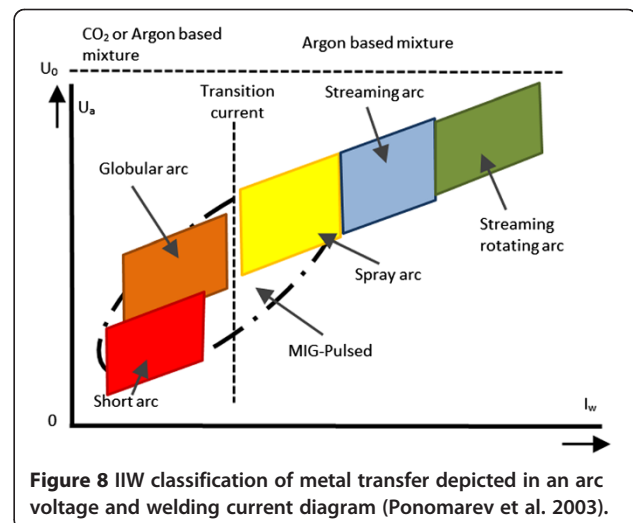 CO₂ or Argon based
mixture
Argon based mixture
U₀
Uₐ
Transition
current
Streaming arc
Globular arc
Streaming
rotating arc
Spray arc
MIG-Pulsed
Short arc
0
I_w
Figure 8 IIW classification of metal transfer depicted in an arc
voltage and welding current diagram (Ponomarev et al. 2003).